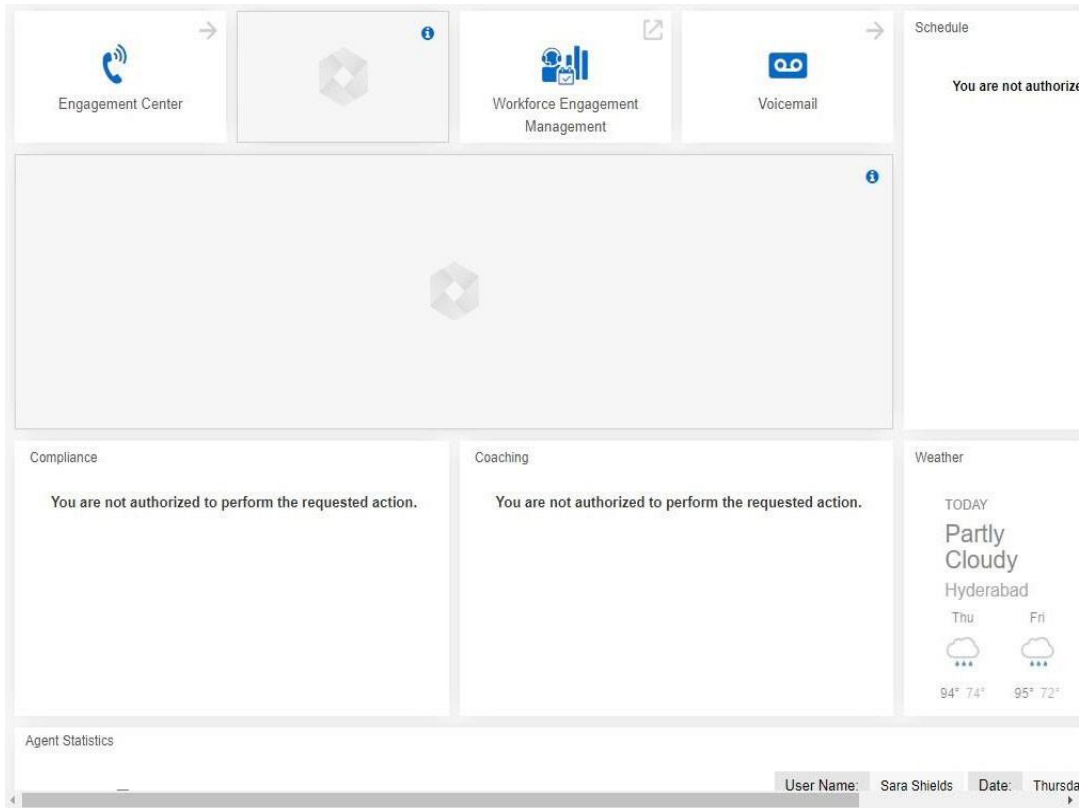 Engagement Center
Workforce Engagement
Management
Voicemail
Schedule
You are not authorize
Compliance
You are not authorized to perform the requested action.
Coaching
You are not authorized to perform the requested action.
Weather
TODAY
Partly
Cloudy
Hyderabad
Thu Fri
94° 74° 95° 72°
Agent Statistics
User Name: Sara Shields Date: Thursda